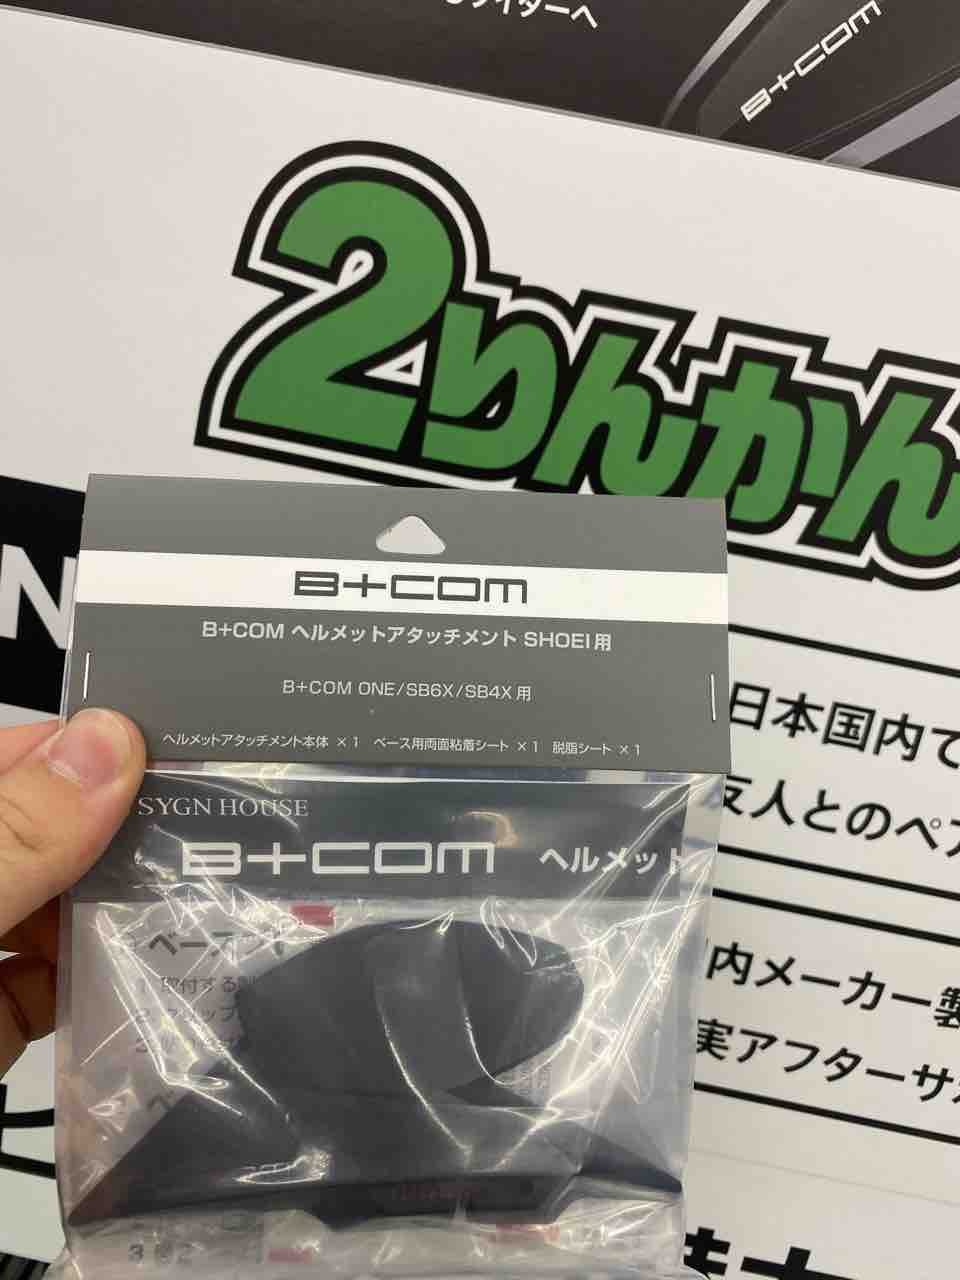 ライダーへ
B+COM
2りんかん
B+COM
B+COM ヘルメットアタッチメント SHOEI用
B+COM ONE/SB6X/SB4X用
ヘルメットアタッチメント本体 ×1 ベース用両面粘着シート ×1 脱脂シート ×1
SYGN HOUSE
B+COM ヘルメット
日本国内で
友人とのペア
内メーカー製
実アフターサ